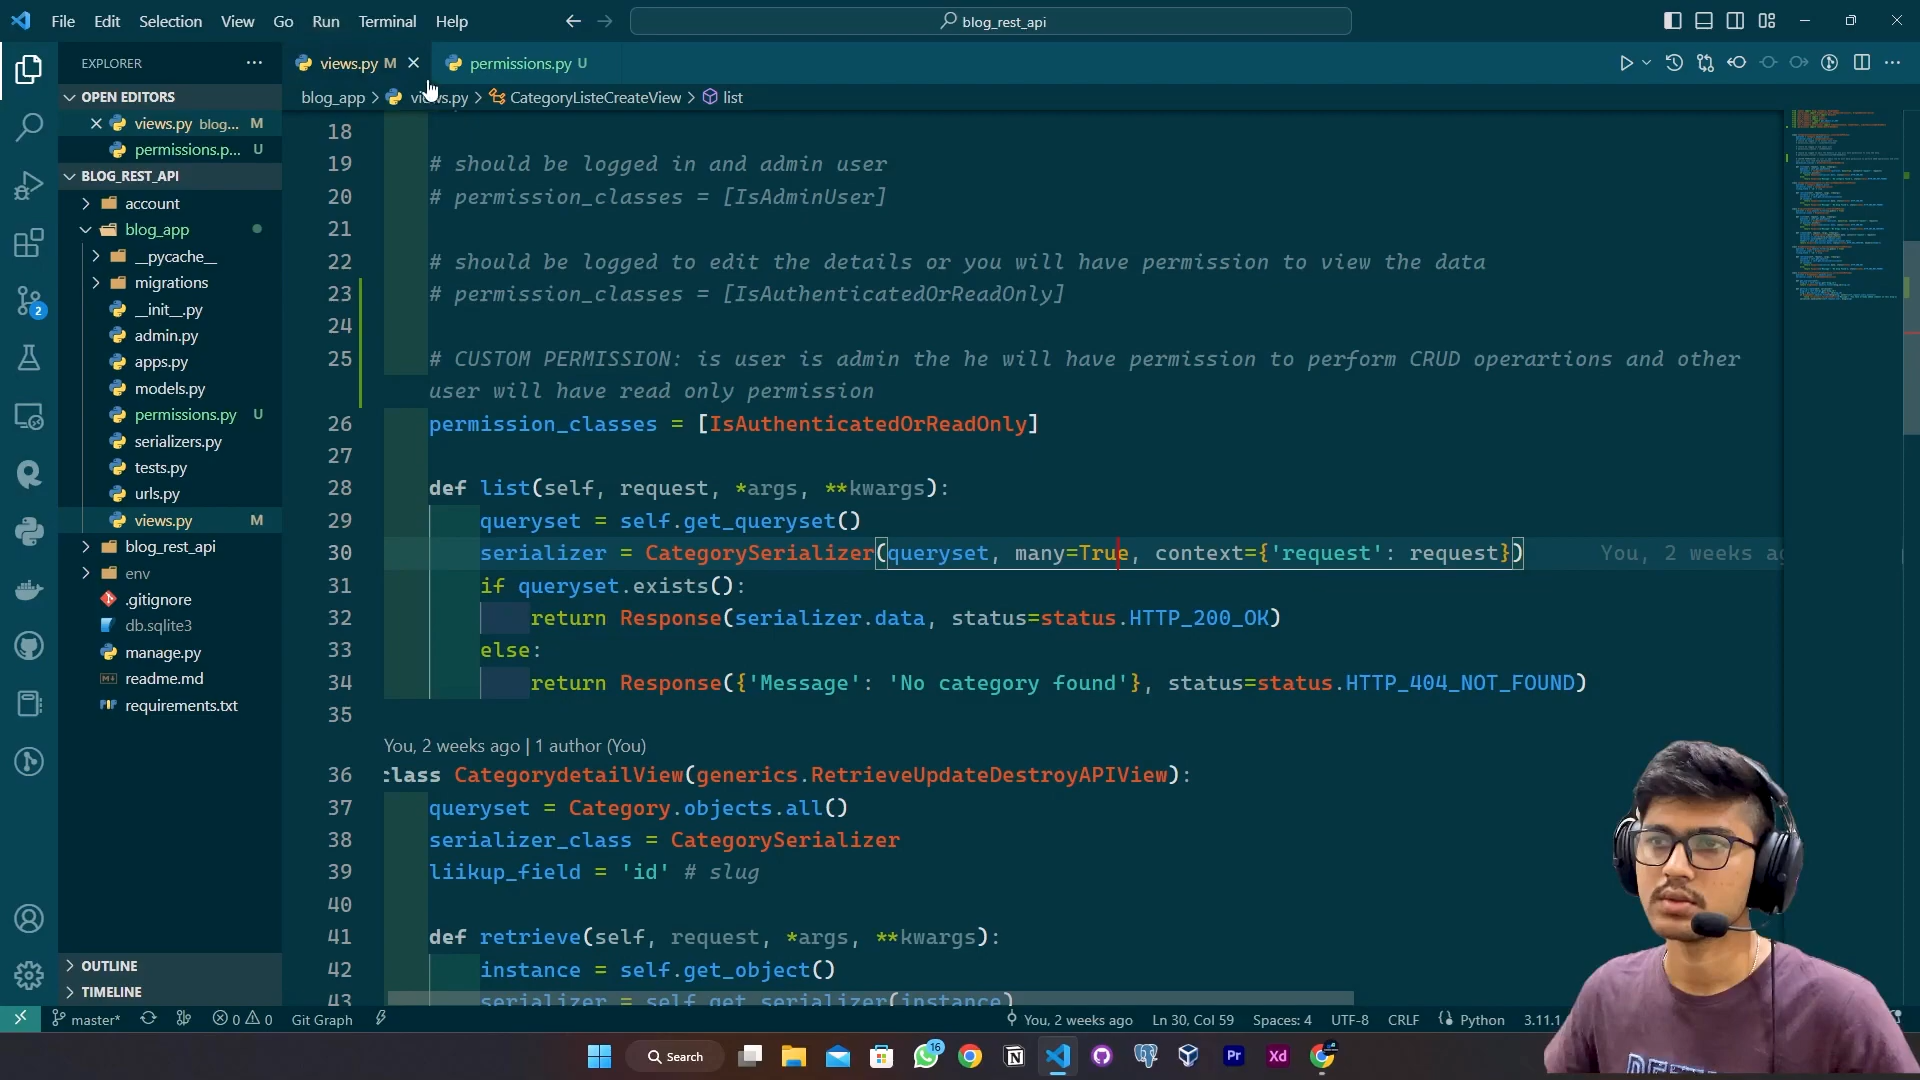 File Edit Selection View Go Run Terminal Help
blog_rest_api
EXPLORER
OPEN EDITORS
views.py blog... M
permissions.p... U
BLOG_REST_API
account
blog_app
__pycache__
migrations
__init__.py
admin.py
apps.py
models.py
permissions.py U
serializers.py
tests.py
urls.py
views.py M
blog_rest_api
env
.gitignore
db.sqlite3
manage.py
readme.md
requirements.txt
OUTLINE
TIMELINE
2
views.py M
permissions.py U
blog_app > views.py > CategoryListeCreateView > list
18
19 # should be logged in and admin user
20 # permission_classes = [IsAdminUser]
21
22 # should be logged to edit the details or you will have permission to view the data
23 # permission_classes = [IsAuthenticatedOrReadOnly]
24
25 # CUSTOM PERMISSION: is user is admin the he will have permission to perform CRUD operartions and other
user will have read only permission
26 permission_classes = [IsAuthenticatedOrReadOnly]
27
28 def list(self, request, *args, **kwargs):
29 queryset = self.get_queryset()
30 serializer = CategorySerializer(queryset, many=True, context={'request': request}) You, 2 weeks ag
31 if queryset.exists():
32 return Response(serializer.data, status=status.HTTP_200_OK)
33 else:
34 return Response({'Message': 'No category found'}, status=status.HTTP_404_NOT_FOUND)
35
You, 2 weeks ago | 1 author (You)
36 class CategorydetailView(generics.RetrieveUpdateDestroyAPIView):
37 queryset = Category.objects.all()
38 serializer_class = CategorySerializer
39 liikup_field = 'id' # slug
40
41 def retrieve(self, request, *args, **kwargs):
42 instance = self.get_object()
43 serializer = self.get_serializer(instance)
master* 0 0 Git Graph You, 2 weeks ago Ln 30, Col 59 Spaces: 4 UTF-8 CRLF Python 3.11.1
Search 16 Pr Xd